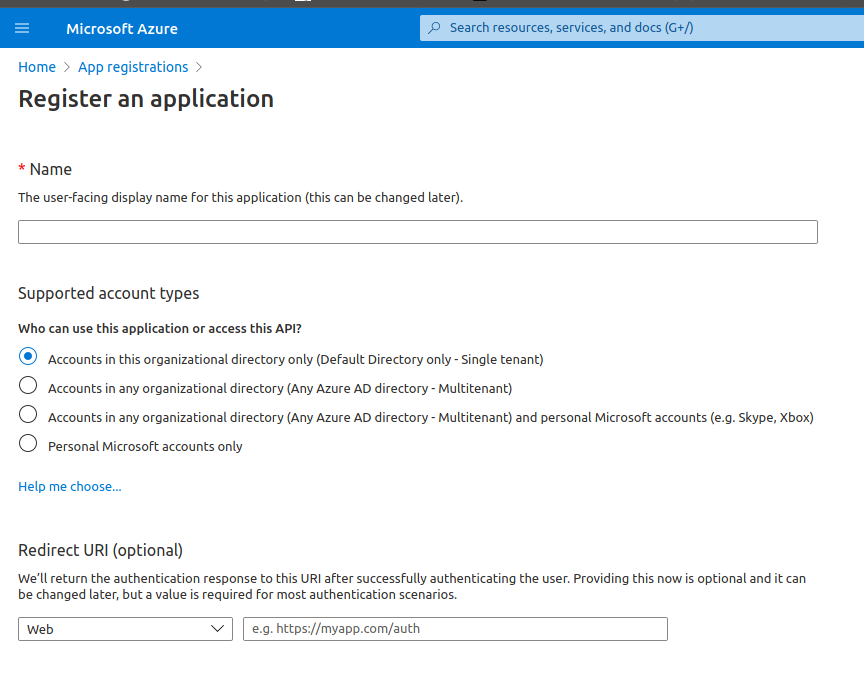 Microsoft Azure
Search resources, services, and docs (G+/)
Home > App registrations >
Register an application
* Name
The user-facing display name for this application (this can be changed later).
Supported account types
Who can use this application or access this API?
Accounts in this organizational directory only (Default Directory only - Single tenant)
Accounts in any organizational directory (Any Azure AD directory - Multitenant)
Accounts in any organizational directory (Any Azure AD directory - Multitenant) and personal Microsoft accounts (e.g. Skype, Xbox)
Personal Microsoft accounts only
Help me choose...
Redirect URI (optional)
We'll return the authentication response to this URI after successfully authenticating the user. Providing this now is optional and it can
be changed later, but a value is required for most authentication scenarios.
Web
e.g. https://myapp.com/auth